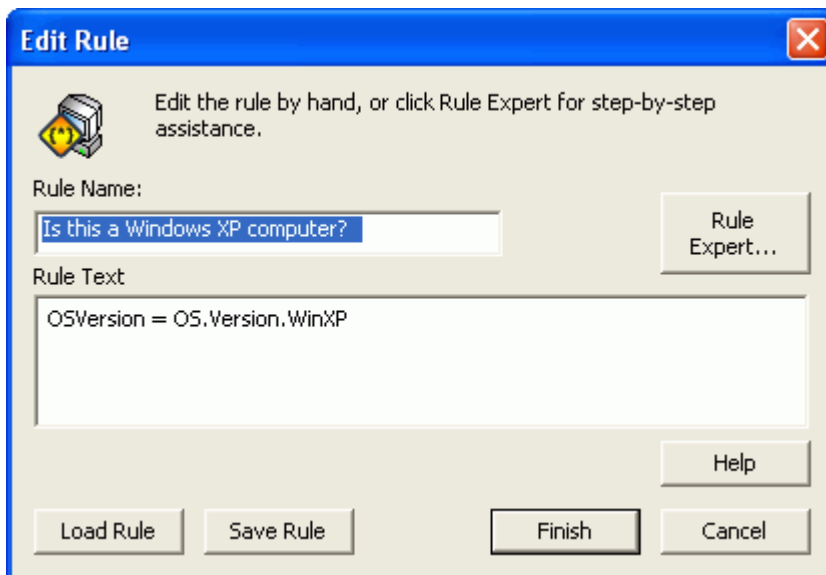 Edit Rule
{*}
Edit the rule by hand, or click Rule Expert for step-by-step
assistance.
Rule Name:
Is this a Windows XP computer?
Rule
Expert...
Rule Text
OSVersion = OS.Version.WinXP
Help
Load Rule
Save Rule
Finish
Cancel